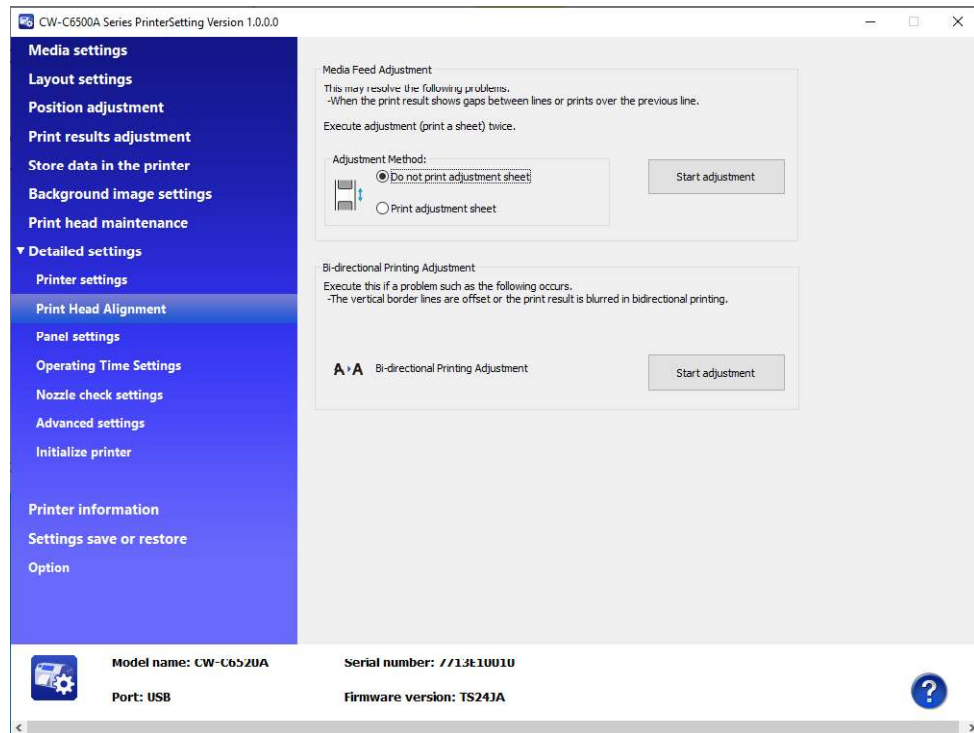 CW-C6500A Series PrinterSetting Version 1.0.0.0
Media settings
Layout settings
Position adjustment
Print results adjustment
Store data in the printer
Background image settings
Print head maintenance
Detailed settings
Printer settings
Print Head Alignment
Panel settings
Operating Time Settings
Nozzle check settings
Advanced settings
Initialize printer
Printer information
Settings save or restore
Option
Media Feed Adjustment
This may resolve the following problems.
-When the print result shows gaps between lines or prints over the previous line.
Execute adjustment (print a sheet) twice.
Adjustment Method:
Do not print adjustment sheet
Print adjustment sheet
Start adjustment
Bi-directional Printing Adjustment
Execute this if a problem such as the following occurs.
-The vertical border lines are offset or the print result is blurred in bidirectional printing.
A A Bi-directional Printing Adjustment
Start adjustment
Model name: CW-C6520A
Serial number: 7713E10010
Port: USB
Firmware version: TS24JA
?